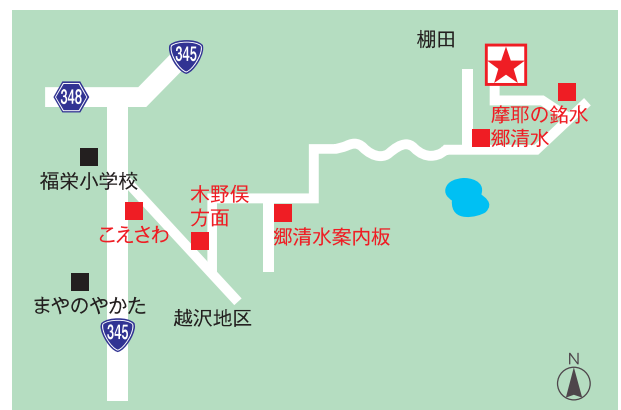 棚田
345
348
摩耶の銘水
郷清水
福栄小学校
木野俣
方面
こえさわ
郷清水案内板
まやのやかた
越沢地区
345
N